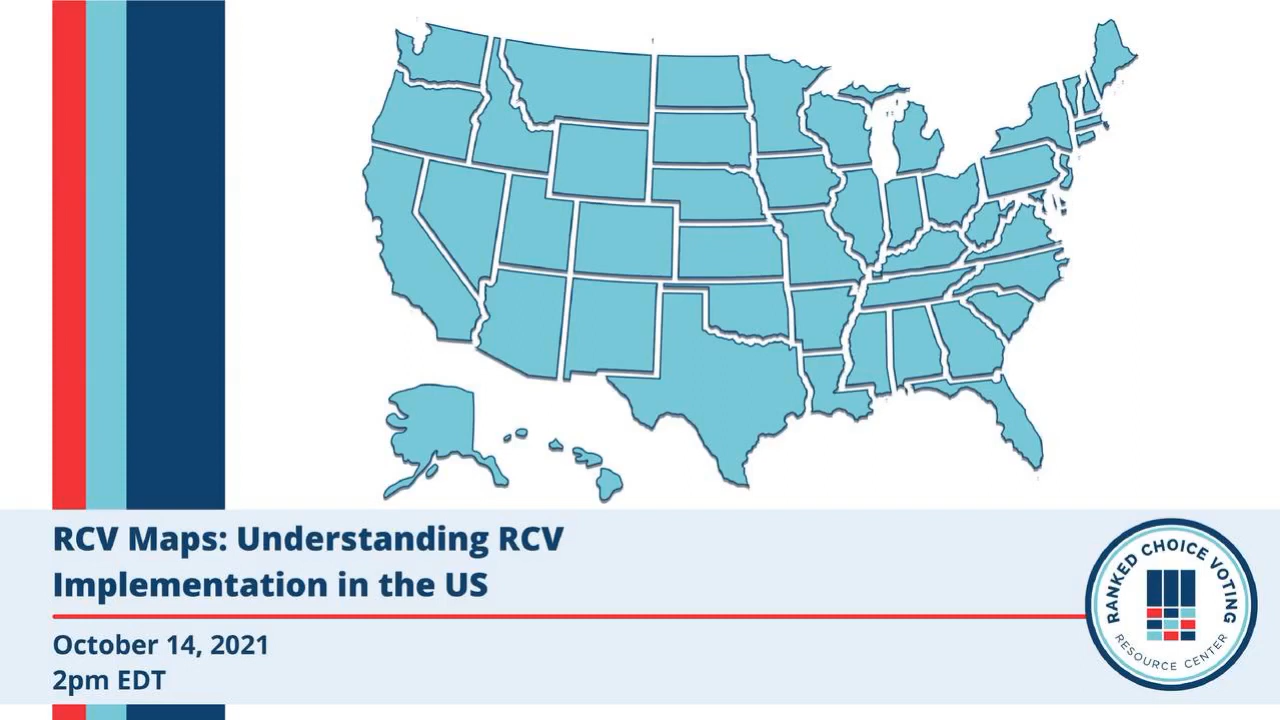 RCV Maps: Understanding RCV
Implementation in the US
October 14, 2021
2pm EDT
RANKED CHOICE VOTING
RESOURCE CENTER